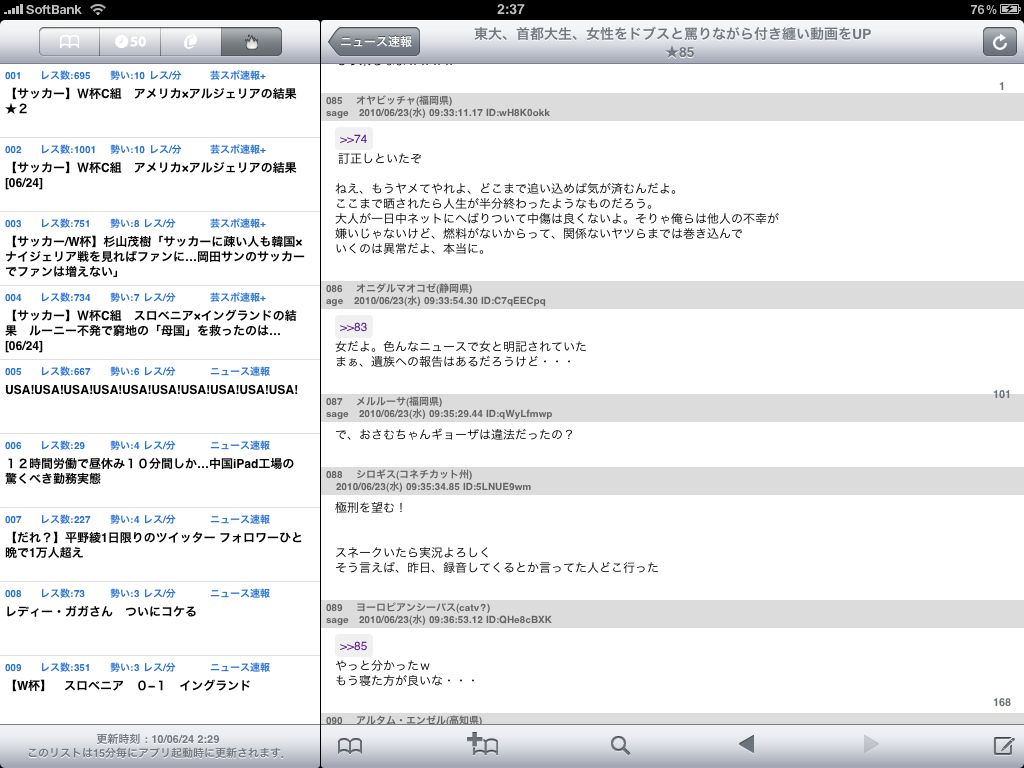 SoftBank
2:37
76%
50
001 レス数:695 勢い:10 レス/分 芸スポ速報+
【サッカー】W杯C組　アメリカ×アルジェリアの結果
★２
002 レス数:1001 勢い:10 レス/分 芸スポ速報+
【サッカー】W杯C組　アメリカ×アルジェリアの結果
[06/24]
003 レス数:751 勢い:8 レス/分 芸スポ速報+
【サッカー/W杯】杉山茂樹「サッカーに疎い人も韓国×
ナイジェリア戦を見ればファンに…岡田サンのサッカー
でファンは増えない」
004 レス数:734 勢い:7 レス/分 芸スポ速報+
【サッカー】W杯C組　スロベニア×イングランドの結
果　ルーニー不発で窮地の「母国」を救ったのは…
[06/24]
005 レス数:667 勢い:6 レス/分 ニュース速報
USA!USA!USA!USA!USA!USA!USA!USA!USA!USA!
006 レス数:29 勢い:4 レス/分 ニュース速報
１２時間労働で昼休み１０分間しか…中国iPad工場の
驚くべき勤務実態
007 レス数:227 勢い:4 レス/分 ニュース速報
【だれ？】平野綾1日限りのツイッター フォロワーひと
晩で1万人超え
008 レス数:73 勢い:3 レス/分 ニュース速報
レディー・ガガさん　ついにコケる
009 レス数:351 勢い:3 レス/分 ニュース速報
【W杯】　スロベニア　０−１　イングランド
更新時刻：10/06/24 2:29
このリストは15分毎にアプリ起動時に更新されます。
ニュース速報
東大、首都大生、女性をドブスと罵りながら付き纏い動画をUP
★85
1
085 オヤビッチャ(福岡県)
sage 2010/06/23(水) 09:33:11.17 ID:wH8K0okk
>>74
訂正しといたぞ
ねえ、もうヤメてやれよ、どこまで追い込めば気が済むんだよ。
ここまで晒されたら人生が半分終わったようなものだろう。
大人が一日中ネットにへばりついて中傷は良くないよ。そりゃ俺らは他人の不幸が
嫌いじゃないけど、燃料がないからって、関係ないヤツらまでは巻き込んで
いくのは異常だよ、本当に。
086 オニダルマオコゼ(静岡県)
age 2010/06/23(水) 09:33:54.30 ID:C7qEECpq
>>83
女だよ。色んなニュースで女と明記されていた
まぁ、遺族への報告はあるだろうけど・・・
101
087 メルルーサ(福岡県)
sage 2010/06/23(水) 09:35:29.44 ID:qWyLfmwp
で、おさむちゃんギョーザは違法だったの？
088 シロギス(コネチカット州)
2010/06/23(水) 09:35:34.85 ID:5LNUE9wm
極刑を望む！
スネークいたら実況よろしく
そう言えば、昨日、録音してくるとか言ってた人どこ行った
089 ヨーロピアンシーバス(catv?)
sage 2010/06/23(水) 09:36:53.12 ID:QHe8cBXK
>>85
やっと分かったｗ
もう寝た方が良いな・・・
168
090 アルタム・エンゼル(高知県)